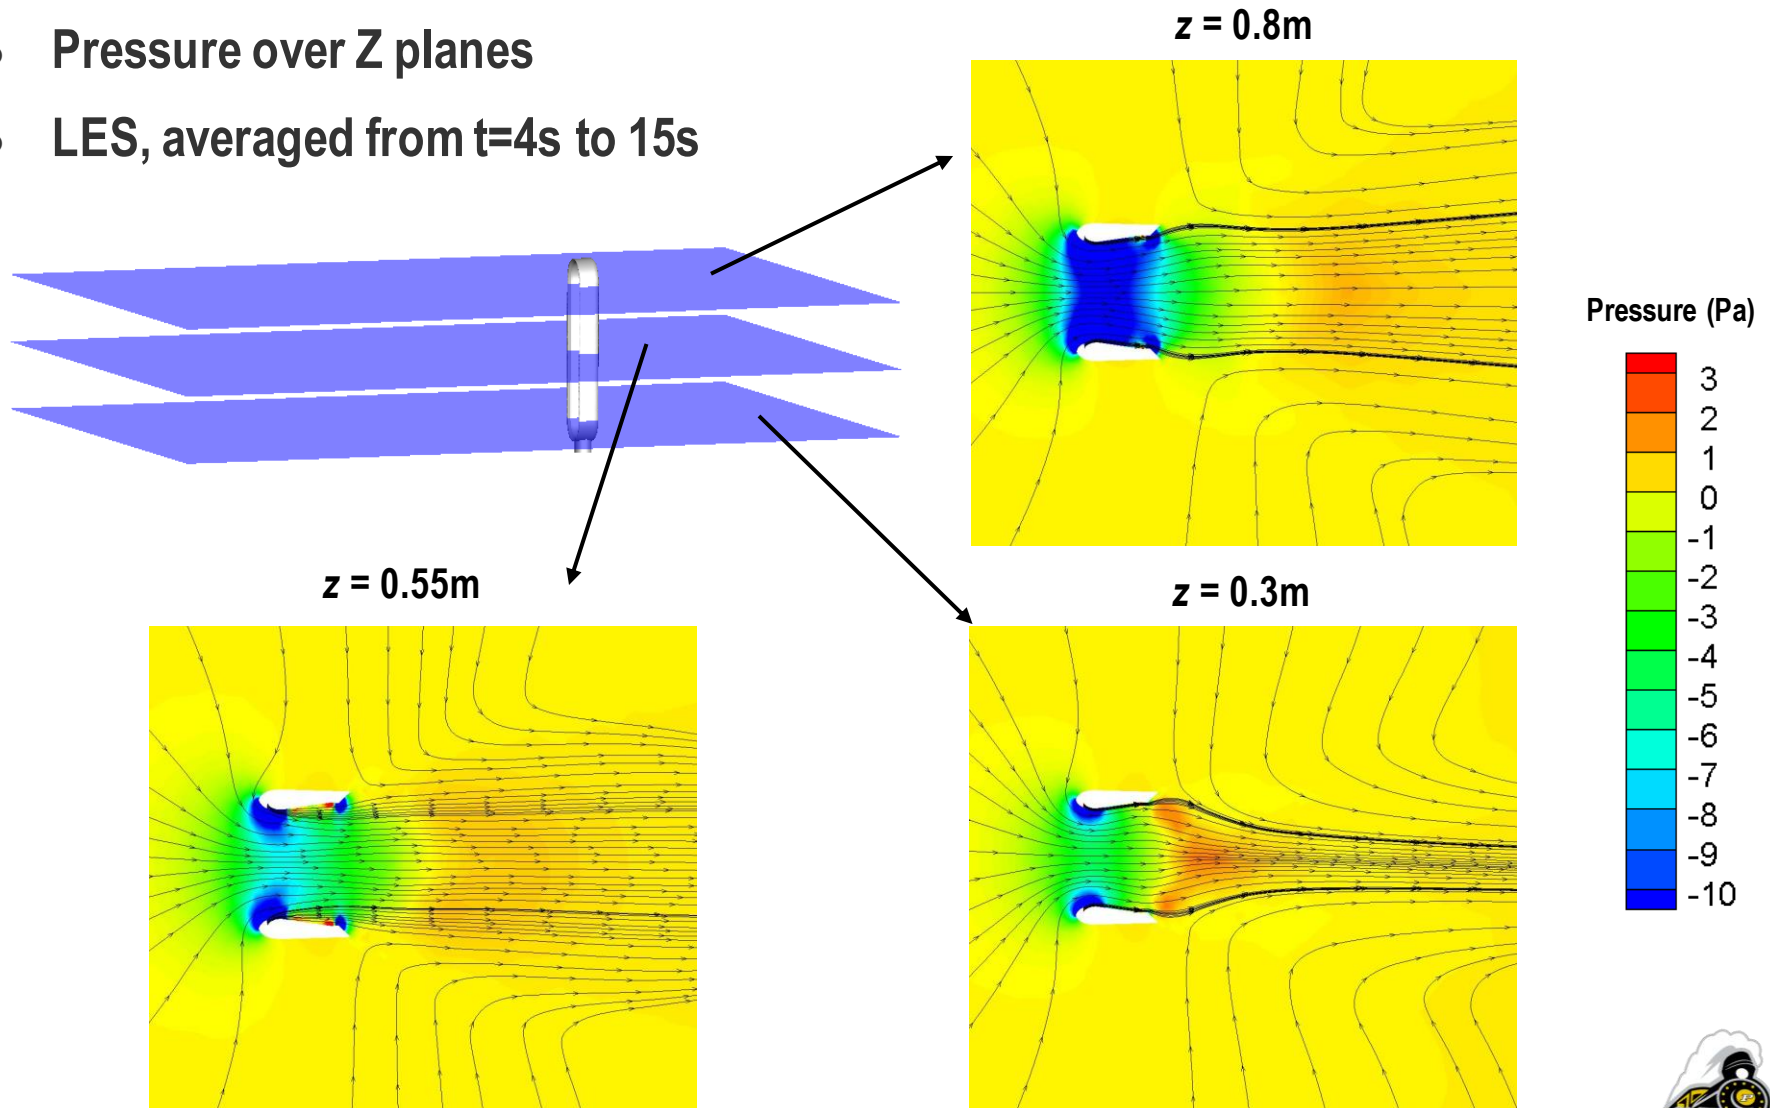 Pressure over Z planes
LES, averaged from t=4s to 15s
z = 0.8m
z = 0.55m
z = 0.3m
Pressure (Pa)
3
2
1
0
-1
-2
-3
-4
-5
-6
-7
-8
-9
-10